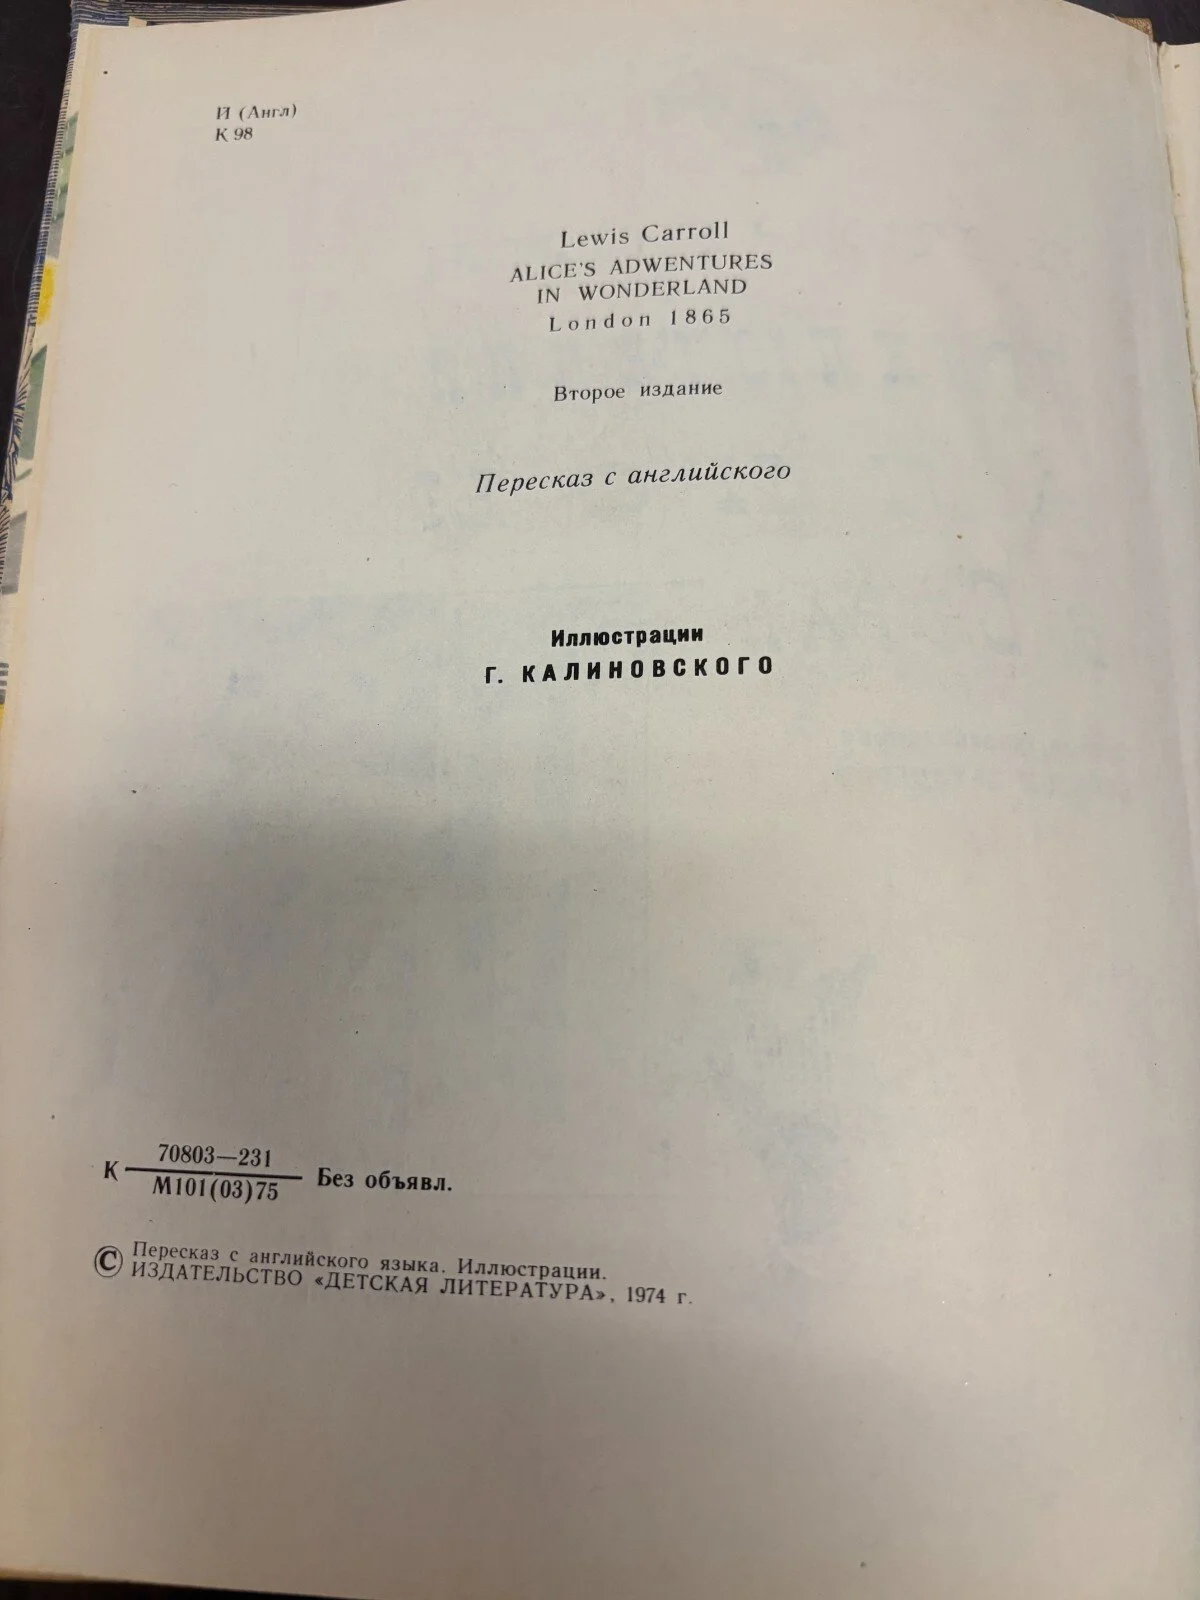 И (Англ)
К 98
Lewis Carroll
ALICE'S ADWENTURES
IN WONDERLAND
London 1865
Второе издание
Пересказ с английского
Иллюстрации
Г. КАЛИНОВСКОГО
70803—231
К
М101(03)75
Без объявл.
© Пересказ с английского языка. Иллюстрации.
ИЗДАТЕЛЬСТВО «ДЕТСКАЯ ЛИТЕРАТУРА», 1974 г.